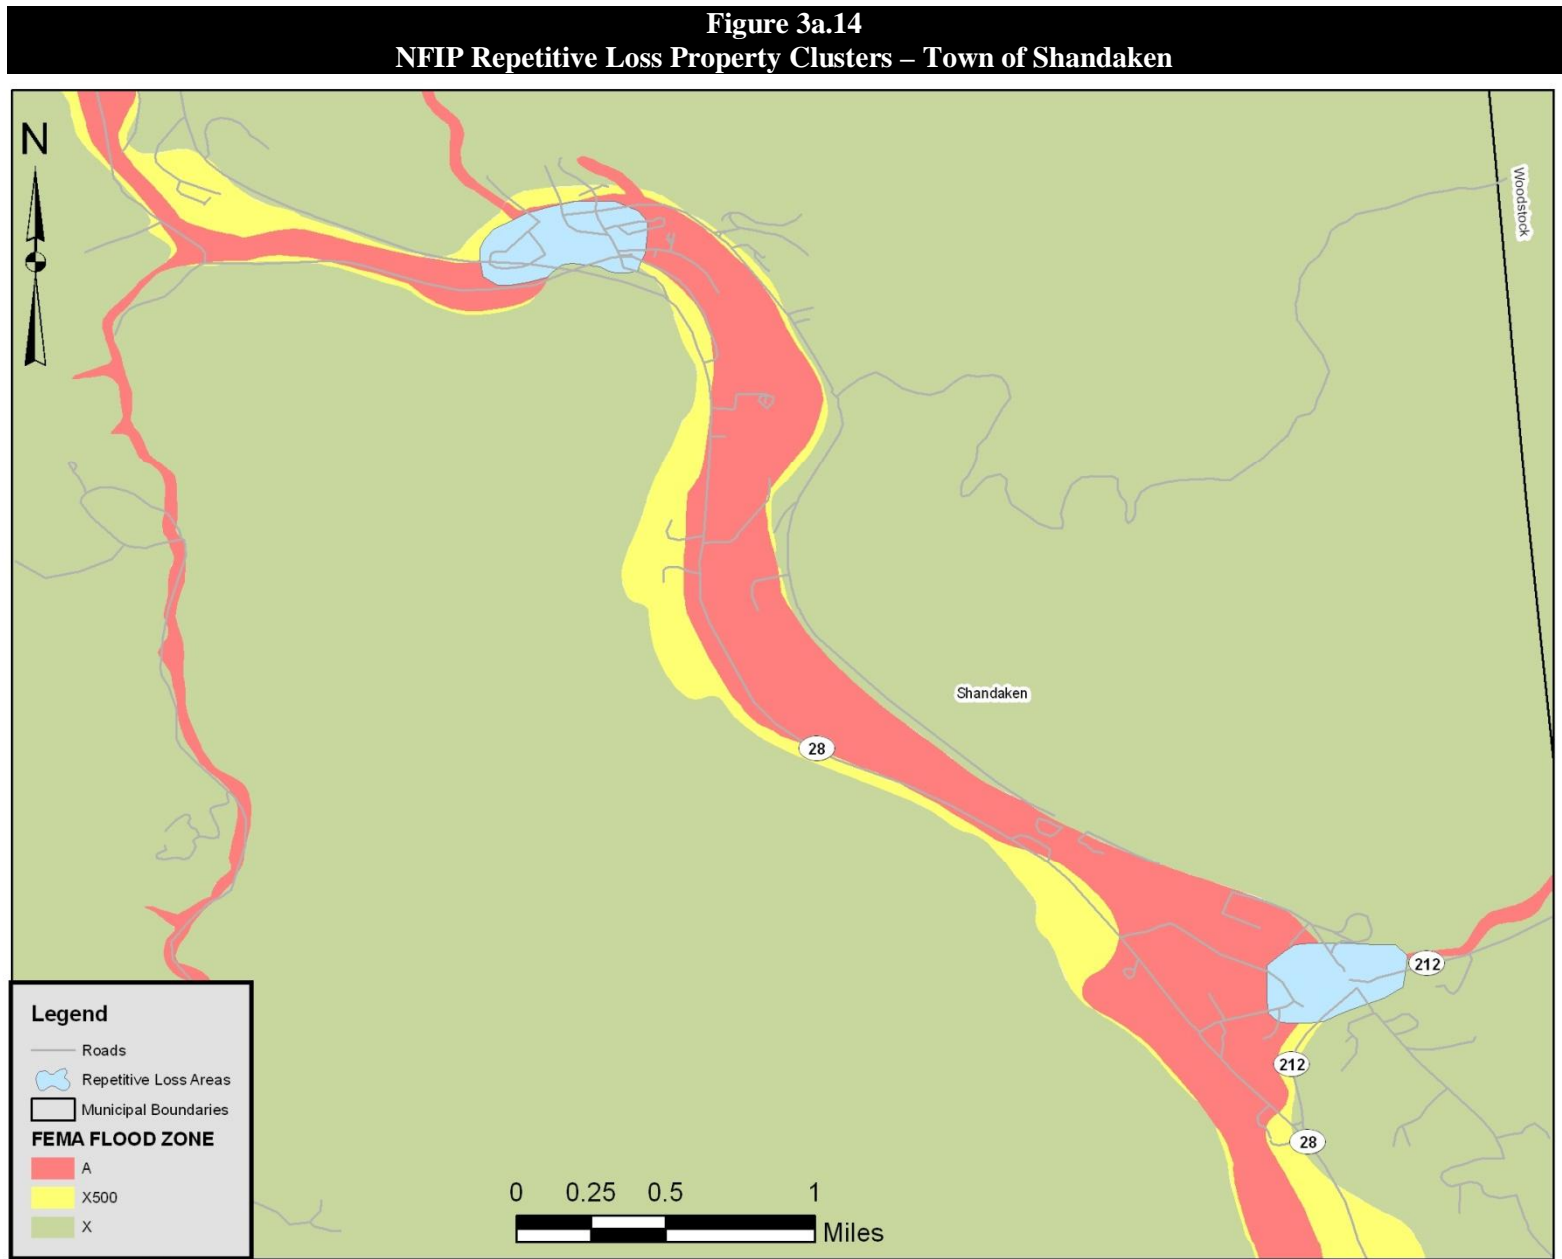 Figure 3a.14
NFIP Repetitive Loss Property Clusters – Town of Shandaken
N
Woodstock
Shandaken
28
212
212
28
Legend
Roads
Repetitive Loss Areas
Municipal Boundaries
FEMA FLOOD ZONE
A
X500
X
0 0.25 0.5 1
Miles